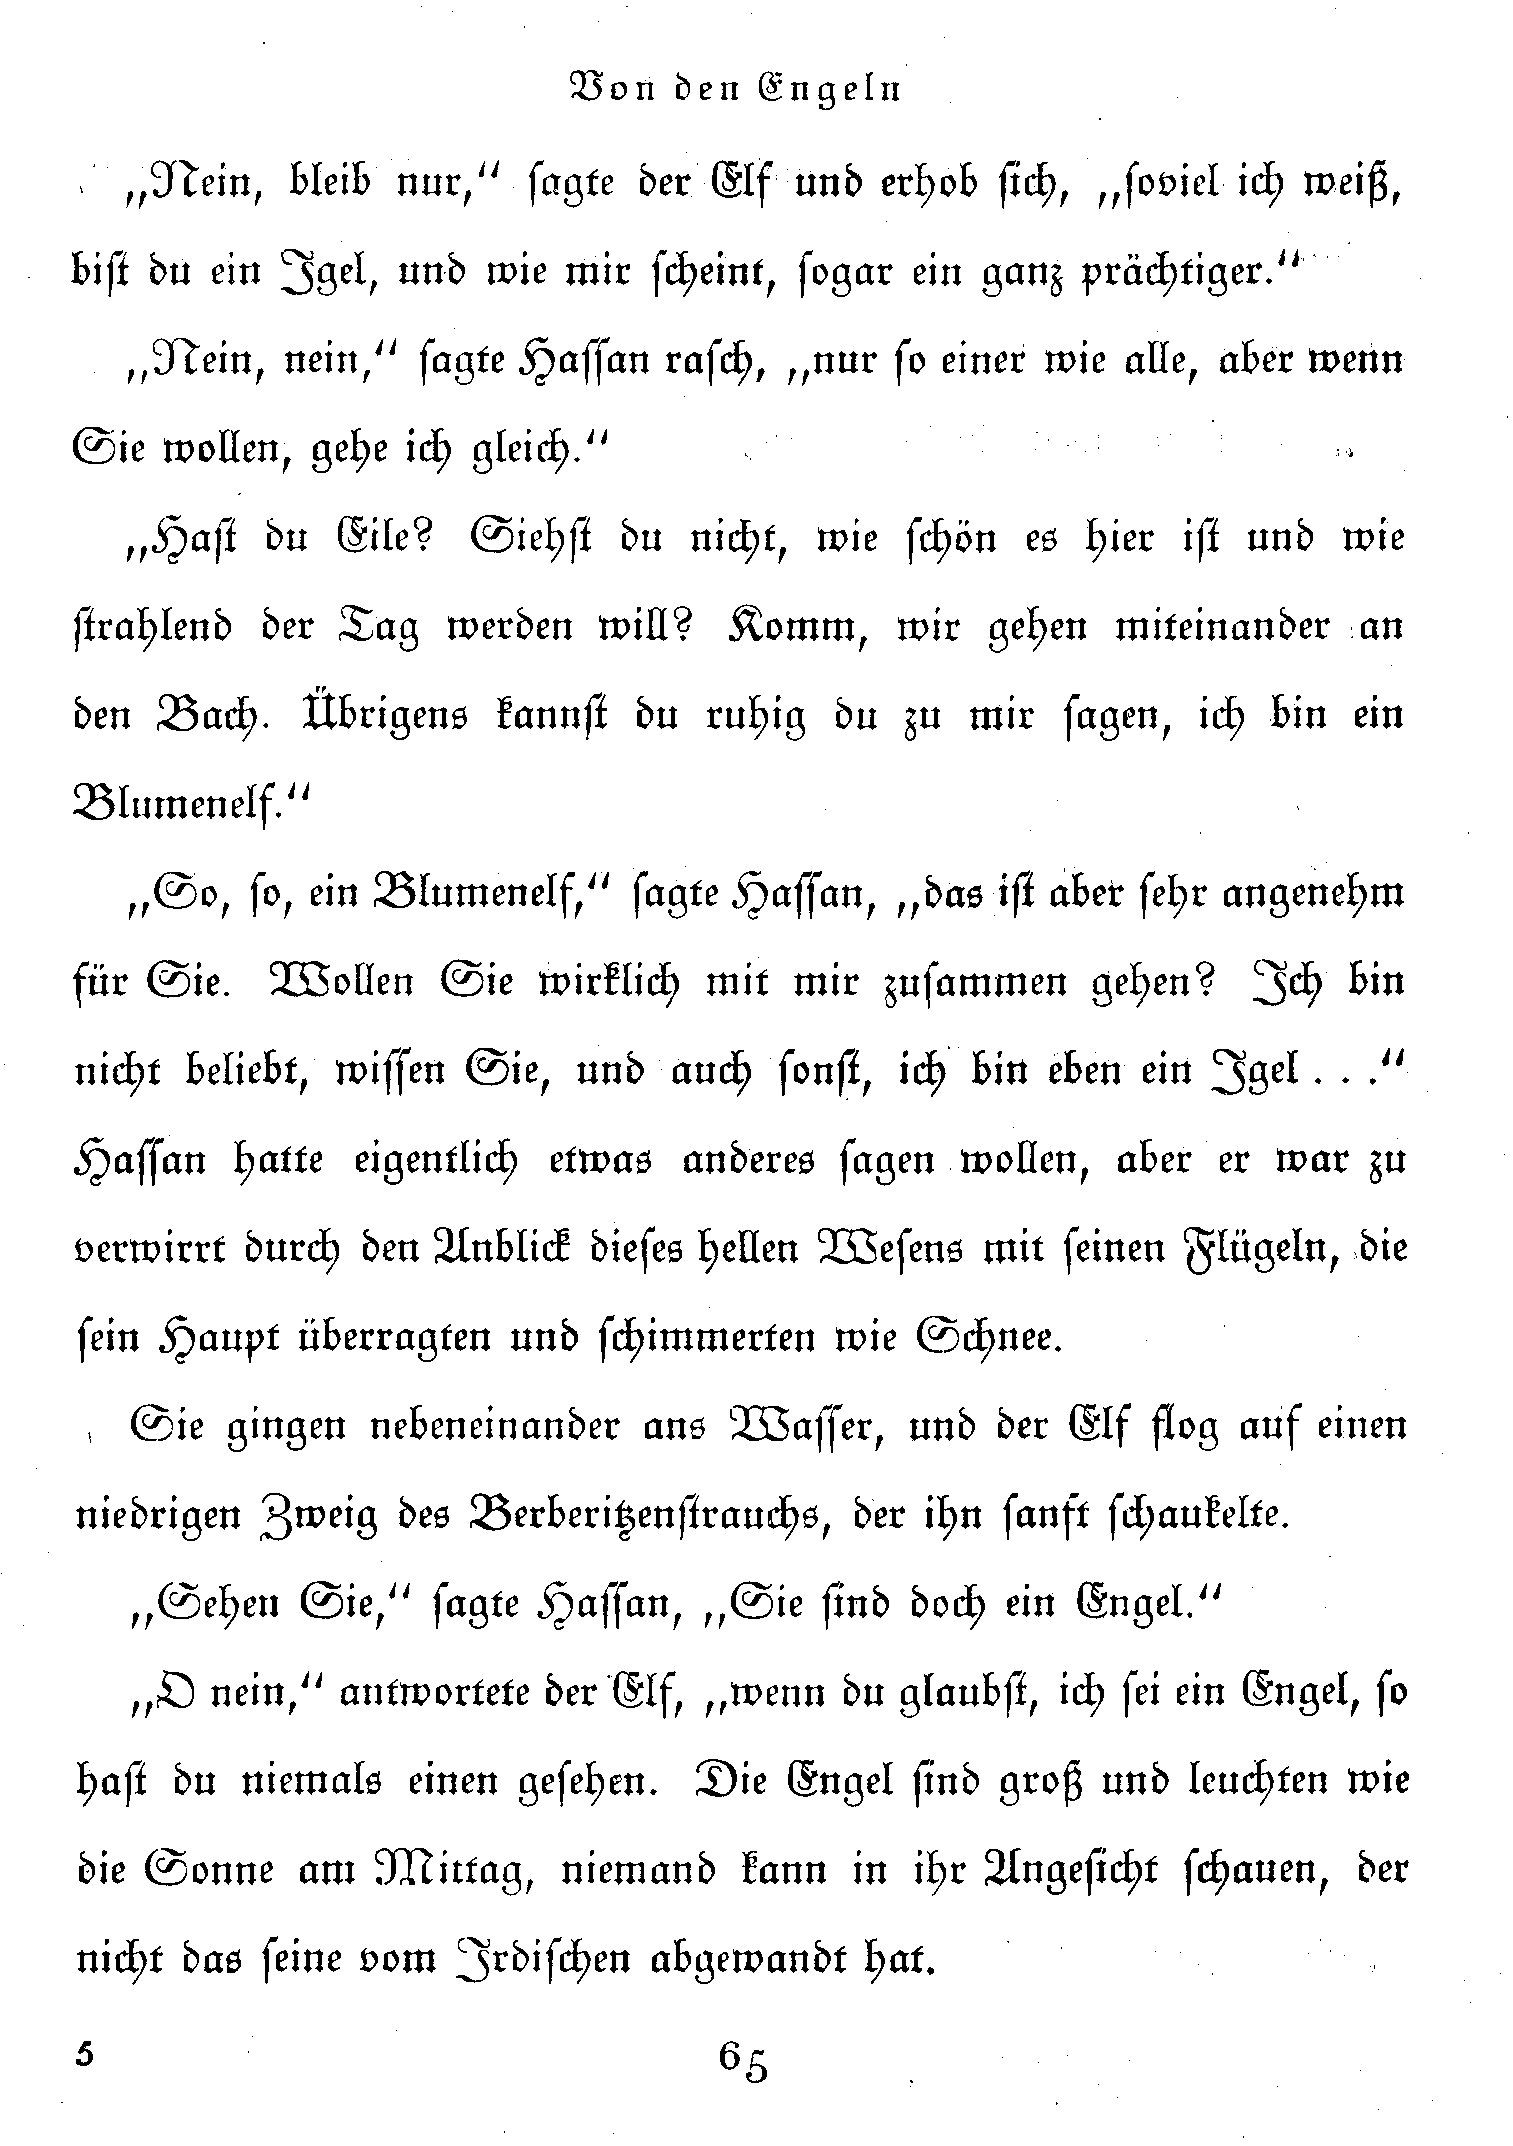 Von den Engeln
„Nein, bleib nur,“ sagte der Elf und erhob sich, „soviel ich weiß,
bist du ein Igel, und wie mir scheint, sogar ein ganz prächtiger.“
„Nein, nein,“ sagte Hassan rasch, „nur so einer wie alle, aber wenn
Sie wollen, gehe ich gleich.“
„Hast du Eile? Siehst du nicht, wie schön es hier ist und wie
strahlend der Tag werden will? Komm, wir gehen miteinander an
den Bach. Übrigens kannst du ruhig du zu mir sagen, ich bin ein
Blumenelf.“
„So, so, ein Blumenelf,“ sagte Hassan, „das ist aber sehr angenehm
für Sie. Wollen Sie wirklich mit mir zusammen gehen? Ich bin
nicht beliebt, wissen Sie, und auch sonst, ich bin eben ein Igel . . .“
Hassan hatte eigentlich etwas anderes sagen wollen, aber er war zu
verwirrt durch den Anblick dieses hellen Wesens mit seinen Flügeln, die
sein Haupt überragten und schimmerten wie Schnee.
Sie gingen nebeneinander ans Wasser, und der Elf flog auf einen
niedrigen Zweig des Berberitzenstrauchs, der ihn sanft schaukelte.
„Sehen Sie,“ sagte Hassan, „Sie sind doch ein Engel.“
„O nein,“ antwortete der Elf, „wenn du glaubst, ich sei ein Engel, so
hast du niemals einen gesehen. Die Engel sind groß und leuchten wie
die Sonne am Mittag, niemand kann in ihr Angesicht schauen, der
nicht das seine vom Irdischen abgewandt hat.
5 65